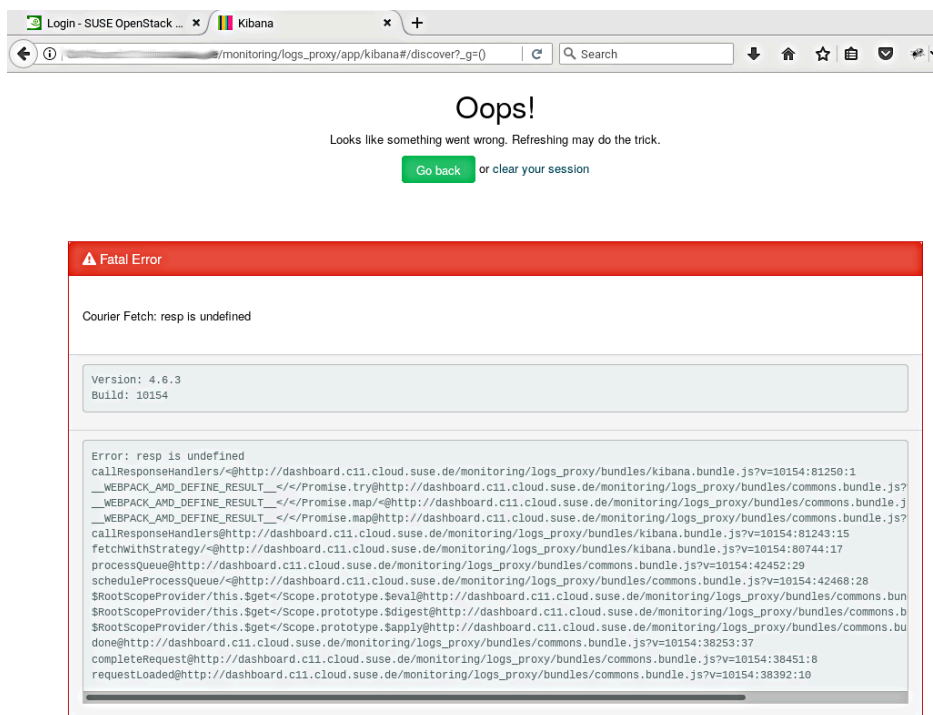 Login - SUSE OpenStack ...
Kibana
/monitoring/logs_proxy/app/kibana#/discover?_g=()
Search
Oops!
Looks like something went wrong. Refreshing may do the trick.
Go back or clear your session
Fatal Error
Courier Fetch: resp is undefined
Version: 4.6.3
Build: 10154
Error: resp is undefined
callResponseHandlers/<@http://dashboard.c11.cloud.suse.de/monitoring/logs_proxy/bundles/kibana.bundle.js?v=10154:81250:1
__WEBPACK_AMD_DEFINE_RESULT__</</Promise.try@http://dashboard.c11.cloud.suse.de/monitoring/logs_proxy/bundles/commons.bundle.js?
__WEBPACK_AMD_DEFINE_RESULT__</</Promise.map/<@http://dashboard.c11.cloud.suse.de/monitoring/logs_proxy/bundles/commons.bundle.j
__WEBPACK_AMD_DEFINE_RESULT__</</Promise.map@http://dashboard.c11.cloud.suse.de/monitoring/logs_proxy/bundles/commons.bundle.js?
callResponseHandlers@http://dashboard.c11.cloud.suse.de/monitoring/logs_proxy/bundles/kibana.bundle.js?v=10154:81243:15
fetchWithStrategy/<@http://dashboard.c11.cloud.suse.de/monitoring/logs_proxy/bundles/kibana.bundle.js?v=10154:80744:17
processQueue@http://dashboard.c11.cloud.suse.de/monitoring/logs_proxy/bundles/commons.bundle.js?v=10154:42452:29
scheduleProcessQueue/<@http://dashboard.c11.cloud.suse.de/monitoring/logs_proxy/bundles/commons.bundle.js?v=10154:42468:28
$RootScopeProvider/this.$get</Scope.prototype.$eval@http://dashboard.c11.cloud.suse.de/monitoring/logs_proxy/bundles/commons.bun
$RootScopeProvider/this.$get</Scope.prototype.$digest@http://dashboard.c11.cloud.suse.de/monitoring/logs_proxy/bundles/commons.b
$RootScopeProvider/this.$get</Scope.prototype.$apply@http://dashboard.c11.cloud.suse.de/monitoring/logs_proxy/bundles/commons.bu
done@http://dashboard.c11.cloud.suse.de/monitoring/logs_proxy/bundles/commons.bundle.js?v=10154:38253:37
completeRequest@http://dashboard.c11.cloud.suse.de/monitoring/logs_proxy/bundles/commons.bundle.js?v=10154:38451:8
requestLoaded@http://dashboard.c11.cloud.suse.de/monitoring/logs_proxy/bundles/commons.bundle.js?v=10154:38392:10